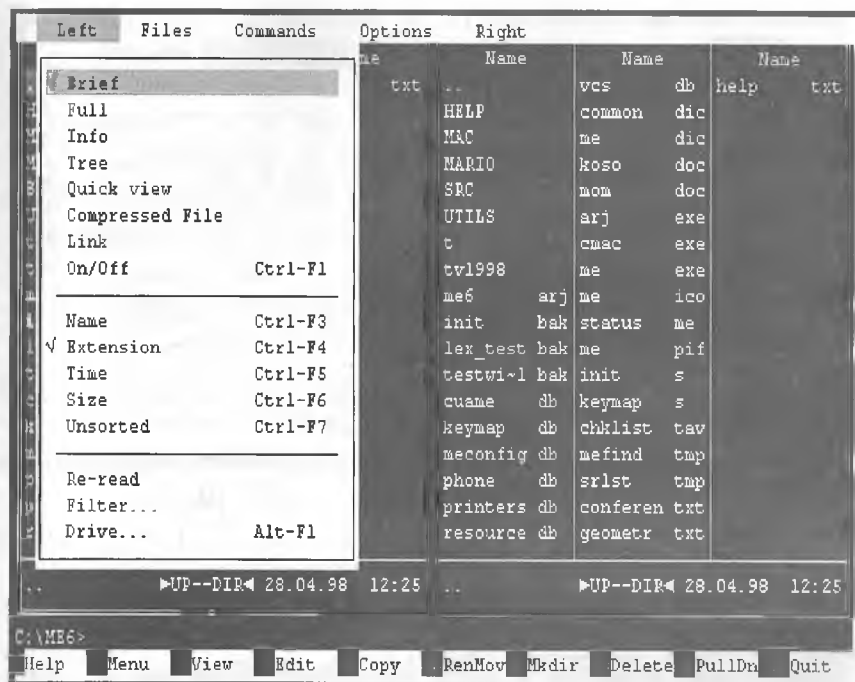 Left Files Commands Options Right
Name Name Name
√ Brief
Full
Info
Tree
Quick view
Compressed File
Link
On/Off Ctrl-F1
Name Ctrl-F3
√ Extension Ctrl-F4
Time Ctrl-F5
Size Ctrl-F6
Unsorted Ctrl-F7
Re-read
Filter...
Drive... Alt-F1
txt .. vcs db help txt
HELP common dic
MAC me dic
MARIO koso doc
SRC mom doc
UTILS arj exe
t cmac exe
tv1998 me exe
me6 arj me ico
init bak status me
lex_test bak me pif
testwi~1 bak init s
cuame db keymap s
keymap db chklist tav
meconfig db mefind tmp
phone db srlst tmp
printers db conferen txt
resource db geometr txt
.. ►UP--DIR◄ 28.04.98 12:25 .. ►UP--DIR◄ 28.04.98 12:25
C:\ME6>
Help Menu View Edit Copy RenMov Mkdir Delete PullDn Quit